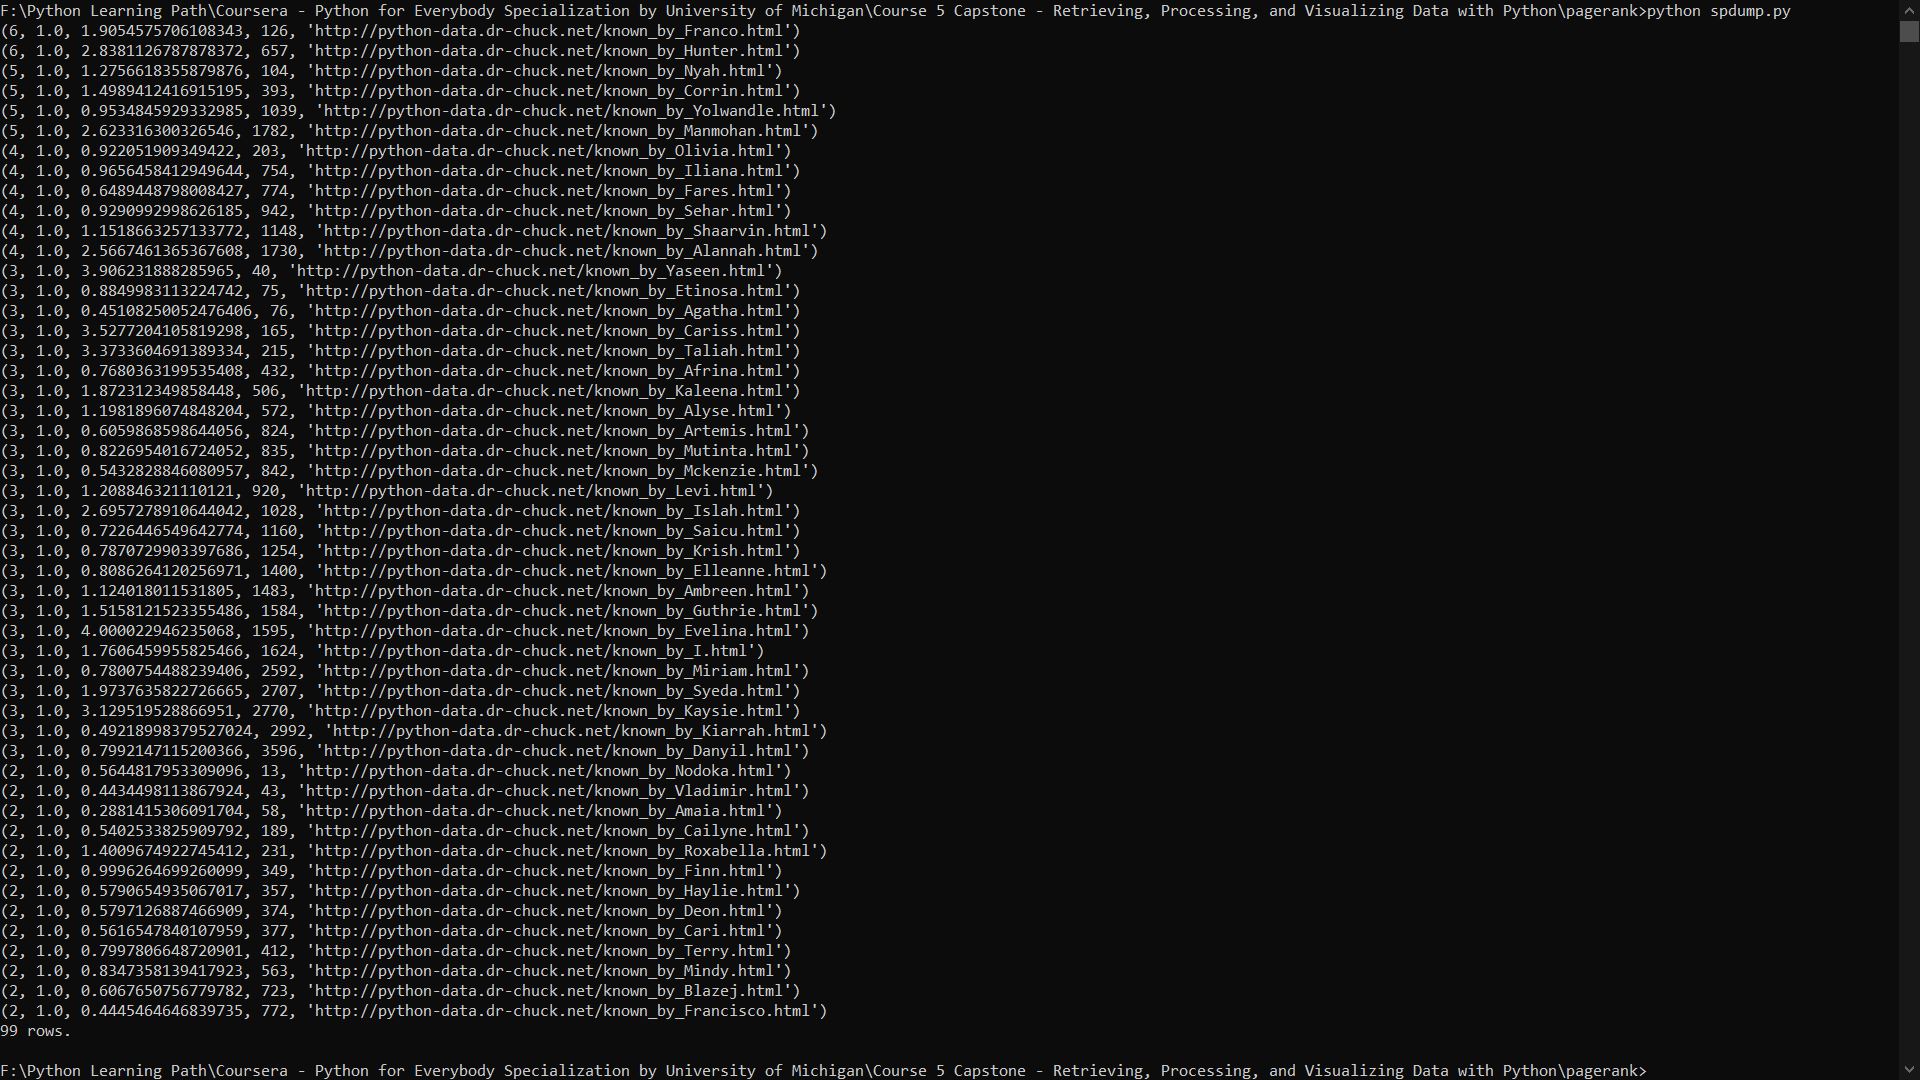 F:\Python Learning Path\Coursera - Python for Everybody Specialization by University of Michigan\Course 5 Capstone - Retrieving, Processing, and Visualizing Data with Python\pagerank>python spdump.py
(6, 1.0, 1.9054575706108343, 126, 'http://python-data.dr-chuck.net/known_by_Franco.html')
(6, 1.0, 2.8381126787878372, 657, 'http://python-data.dr-chuck.net/known_by_Hunter.html')
(5, 1.0, 1.2756618355879876, 104, 'http://python-data.dr-chuck.net/known_by_Nyah.html')
(5, 1.0, 1.4989412416915195, 393, 'http://python-data.dr-chuck.net/known_by_Corrin.html')
(5, 1.0, 0.9534845929332985, 1039, 'http://python-data.dr-chuck.net/known_by_Yolwandle.html')
(5, 1.0, 2.623316300326546, 1782, 'http://python-data.dr-chuck.net/known_by_Manmohan.html')
(4, 1.0, 0.922051909349422, 203, 'http://python-data.dr-chuck.net/known_by_Olivia.html')
(4, 1.0, 0.9656458412949644, 754, 'http://python-data.dr-chuck.net/known_by_Iliana.html')
(4, 1.0, 0.6489448798008427, 774, 'http://python-data.dr-chuck.net/known_by_Fares.html')
(4, 1.0, 0.9290992998626185, 942, 'http://python-data.dr-chuck.net/known_by_Sehar.html')
(4, 1.0, 1.1518663257133772, 1148, 'http://python-data.dr-chuck.net/known_by_Shaarvin.html')
(4, 1.0, 2.5667461365367608, 1730, 'http://python-data.dr-chuck.net/known_by_Alannah.html')
(3, 1.0, 3.906231888285965, 40, 'http://python-data.dr-chuck.net/known_by_Yaseen.html')
(3, 1.0, 0.8849983113224742, 75, 'http://python-data.dr-chuck.net/known_by_Etinosa.html')
(3, 1.0, 0.45108250052476406, 76, 'http://python-data.dr-chuck.net/known_by_Agatha.html')
(3, 1.0, 3.5277204105819298, 165, 'http://python-data.dr-chuck.net/known_by_Cariss.html')
(3, 1.0, 3.3733604691389334, 215, 'http://python-data.dr-chuck.net/known_by_Taliah.html')
(3, 1.0, 0.7680363199535408, 432, 'http://python-data.dr-chuck.net/known_by_Afrina.html')
(3, 1.0, 1.872312349858448, 506, 'http://python-data.dr-chuck.net/known_by_Kaleena.html')
(3, 1.0, 1.1981896074848204, 572, 'http://python-data.dr-chuck.net/known_by_Alyse.html')
(3, 1.0, 0.6059868598644056, 824, 'http://python-data.dr-chuck.net/known_by_Artemis.html')
(3, 1.0, 0.8226954016724052, 835, 'http://python-data.dr-chuck.net/known_by_Mutinta.html')
(3, 1.0, 0.5432828846080957, 842, 'http://python-data.dr-chuck.net/known_by_Mckenzie.html')
(3, 1.0, 1.208846321110121, 920, 'http://python-data.dr-chuck.net/known_by_Levi.html')
(3, 1.0, 2.6957278910644042, 1028, 'http://python-data.dr-chuck.net/known_by_Islah.html')
(3, 1.0, 0.7226446549642774, 1160, 'http://python-data.dr-chuck.net/known_by_Saicu.html')
(3, 1.0, 0.7870729903397686, 1254, 'http://python-data.dr-chuck.net/known_by_Krish.html')
(3, 1.0, 0.8086264120256971, 1400, 'http://python-data.dr-chuck.net/known_by_Elleanne.html')
(3, 1.0, 1.124018011531805, 1483, 'http://python-data.dr-chuck.net/known_by_Ambreen.html')
(3, 1.0, 1.5158121523355486, 1584, 'http://python-data.dr-chuck.net/known_by_Guthrie.html')
(3, 1.0, 4.000022946235068, 1595, 'http://python-data.dr-chuck.net/known_by_Evelina.html')
(3, 1.0, 1.7606459955825466, 1624, 'http://python-data.dr-chuck.net/known_by_I.html')
(3, 1.0, 0.7800754488239406, 2592, 'http://python-data.dr-chuck.net/known_by_Miriam.html')
(3, 1.0, 1.9737635822726665, 2707, 'http://python-data.dr-chuck.net/known_by_Syeda.html')
(3, 1.0, 3.129519528866951, 2770, 'http://python-data.dr-chuck.net/known_by_Kaysie.html')
(3, 1.0, 0.49218998379527024, 2992, 'http://python-data.dr-chuck.net/known_by_Kiarrah.html')
(3, 1.0, 0.7992147115200366, 3596, 'http://python-data.dr-chuck.net/known_by_Danyil.html')
(2, 1.0, 0.5644817953309096, 13, 'http://python-data.dr-chuck.net/known_by_Nodoka.html')
(2, 1.0, 0.4434498113867924, 43, 'http://python-data.dr-chuck.net/known_by_Vladimir.html')
(2, 1.0, 0.2881415306091704, 58, 'http://python-data.dr-chuck.net/known_by_Amaia.html')
(2, 1.0, 0.5402533825909792, 189, 'http://python-data.dr-chuck.net/known_by_Cailyne.html')
(2, 1.0, 1.4009674922745412, 231, 'http://python-data.dr-chuck.net/known_by_Roxabella.html')
(2, 1.0, 0.9996264699260099, 349, 'http://python-data.dr-chuck.net/known_by_Finn.html')
(2, 1.0, 0.5790654935067017, 357, 'http://python-data.dr-chuck.net/known_by_Haylie.html')
(2, 1.0, 0.5797126887466909, 374, 'http://python-data.dr-chuck.net/known_by_Deon.html')
(2, 1.0, 0.5616547840107959, 377, 'http://python-data.dr-chuck.net/known_by_Cari.html')
(2, 1.0, 0.7997806648720901, 412, 'http://python-data.dr-chuck.net/known_by_Terry.html')
(2, 1.0, 0.8347358139417923, 563, 'http://python-data.dr-chuck.net/known_by_Mindy.html')
(2, 1.0, 0.6067650756779782, 723, 'http://python-data.dr-chuck.net/known_by_Blazej.html')
(2, 1.0, 0.4445464646839735, 772, 'http://python-data.dr-chuck.net/known_by_Francisco.html')
99 rows.
F:\Python Learning Path\Coursera - Python for Everybody Specialization by University of Michigan\Course 5 Capstone - Retrieving, Processing, and Visualizing Data with Python\pagerank>